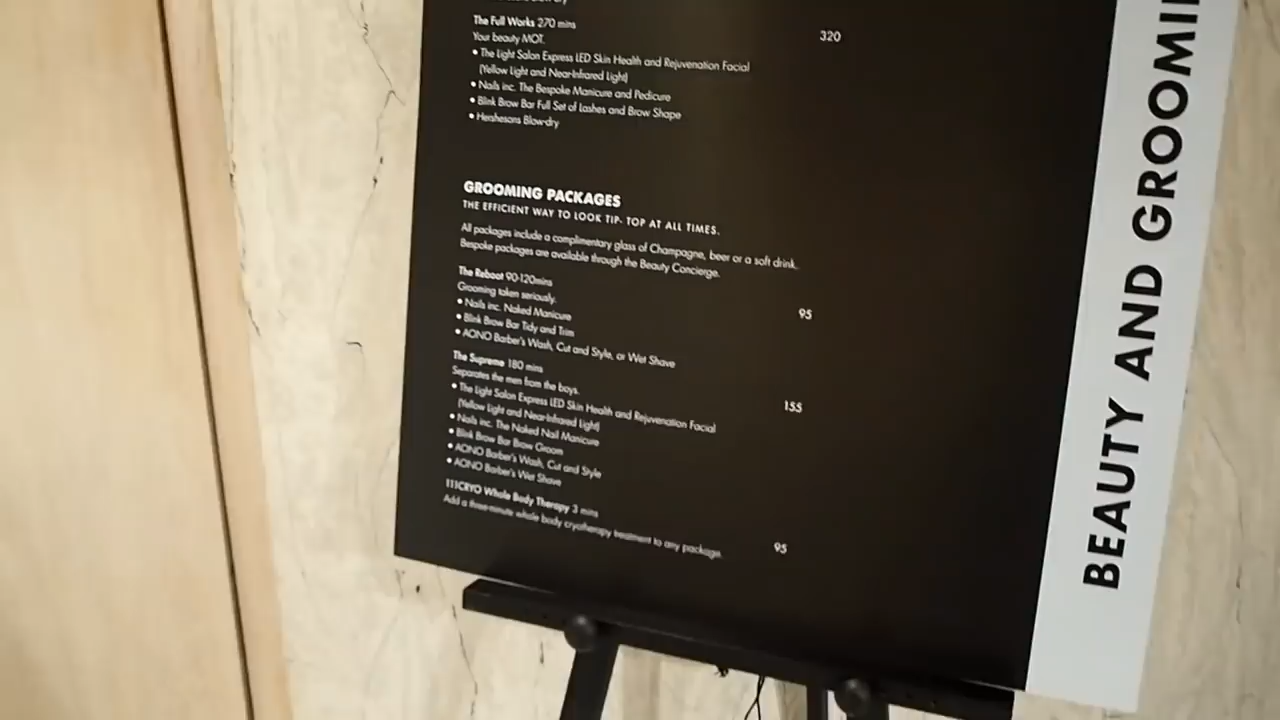 The Full Works 270 mins
320
Your beauty MOT.
• The Light Salon Express LED Skin Health and Rejuvenation Facial
(Yellow Light and Near-Infrared Light)
• Nails inc. The Bespoke Manicure and Pedicure
• Blink Brow Bar Full Set of Lashes and Brow Shape
• Hershesons Blow-dry
GROOMING PACKAGES
THE EFFICIENT WAY TO LOOK TIP- TOP AT ALL TIMES.
All packages include a complimentary glass of Champagne, beer or a soft drink.
Bespoke packages are available through the Beauty Concierge.
The Reboot 90-120mins
95
Grooming taken seriously.
• Nails inc. Naked Manicure
• Blink Brow Bar Tidy and Trim
• AONO Barber's Wash, Cut and Style, or Wet Shave
The Supreme 180 mins
155
Separates the men from the boys.
• The Light Salon Express LED Skin Health and Rejuvenation Facial
(Yellow Light and Near-Infrared Light)
• Nails inc. The Naked Nail Manicure
• Blink Brow Bar Brow Groom
• AONO Barber's Wash, Cut and Style
• AONO Barber's Wet Shave
111CRYO Whole Body Therapy 3 mins
95
Add a three-minute whole body cryotherapy treatment to any package.
BEAUTY AND GROOMI